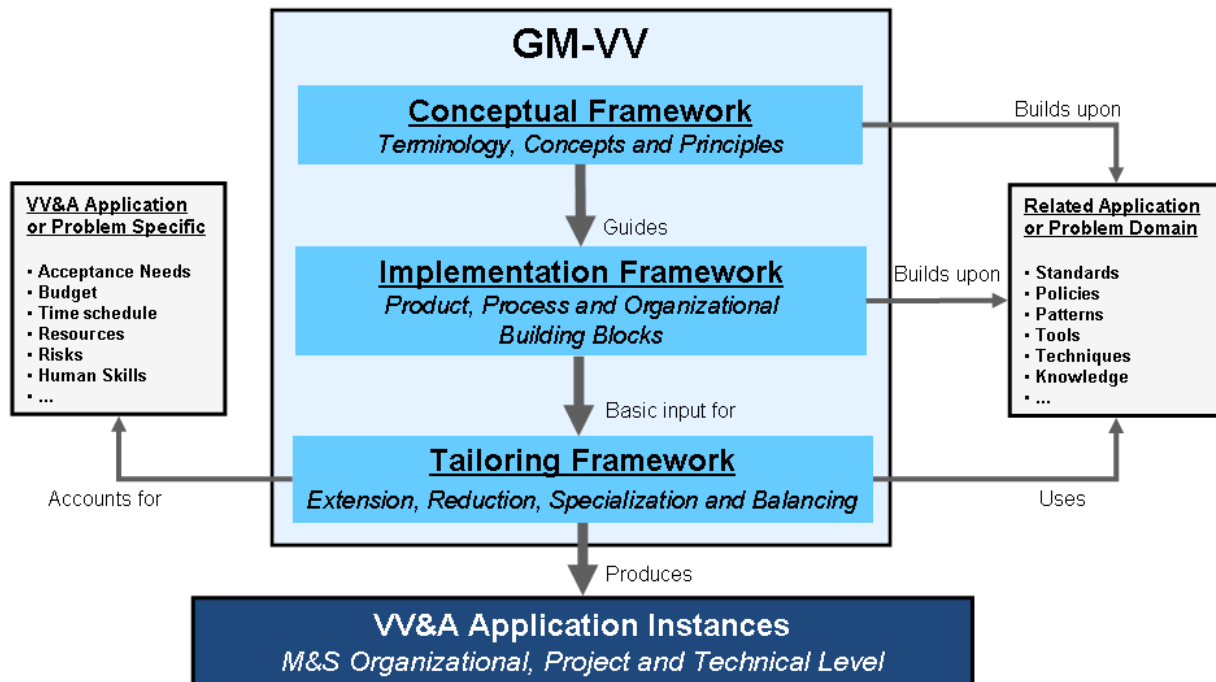 GM-VV
Conceptual Framework
Terminology, Concepts and Principles
Builds upon
VV&A Application
or Problem Specific
▪ Acceptance Needs
▪ Budget
▪ Time schedule
▪ Resources
▪ Risks
▪ Human Skills
▪ ...
Guides
Related Application
or Problem Domain
▪ Standards
▪ Policies
▪ Patterns
▪ Tools
▪ Techniques
▪ Knowledge
▪ ...
Implementation Framework
Product, Process and Organizational
Building Blocks
Builds upon
Basic input for
Tailoring Framework
Extension, Reduction, Specialization and Balancing
Accounts for
Uses
Produces
VV&A Application Instances
M&S Organizational, Project and Technical Level